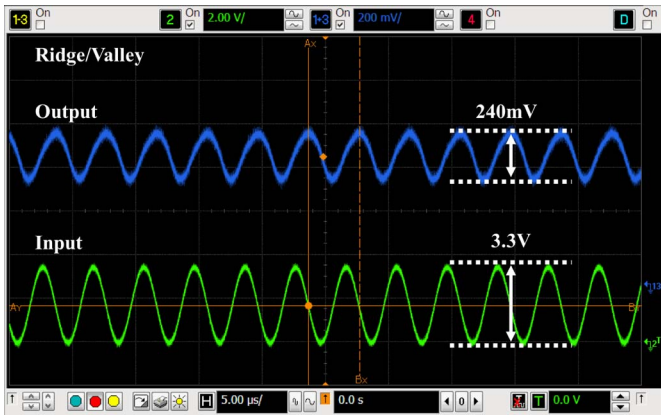 1-3 On 2 On 2.00 V/ 1-3 On 200 mV/ 4 On D On
Ax
Ridge/Valley
Output
240mV
Input
3.3V
Ay
Bx
H 5.00 µs/ 0.0 s 0 T 0.0 V